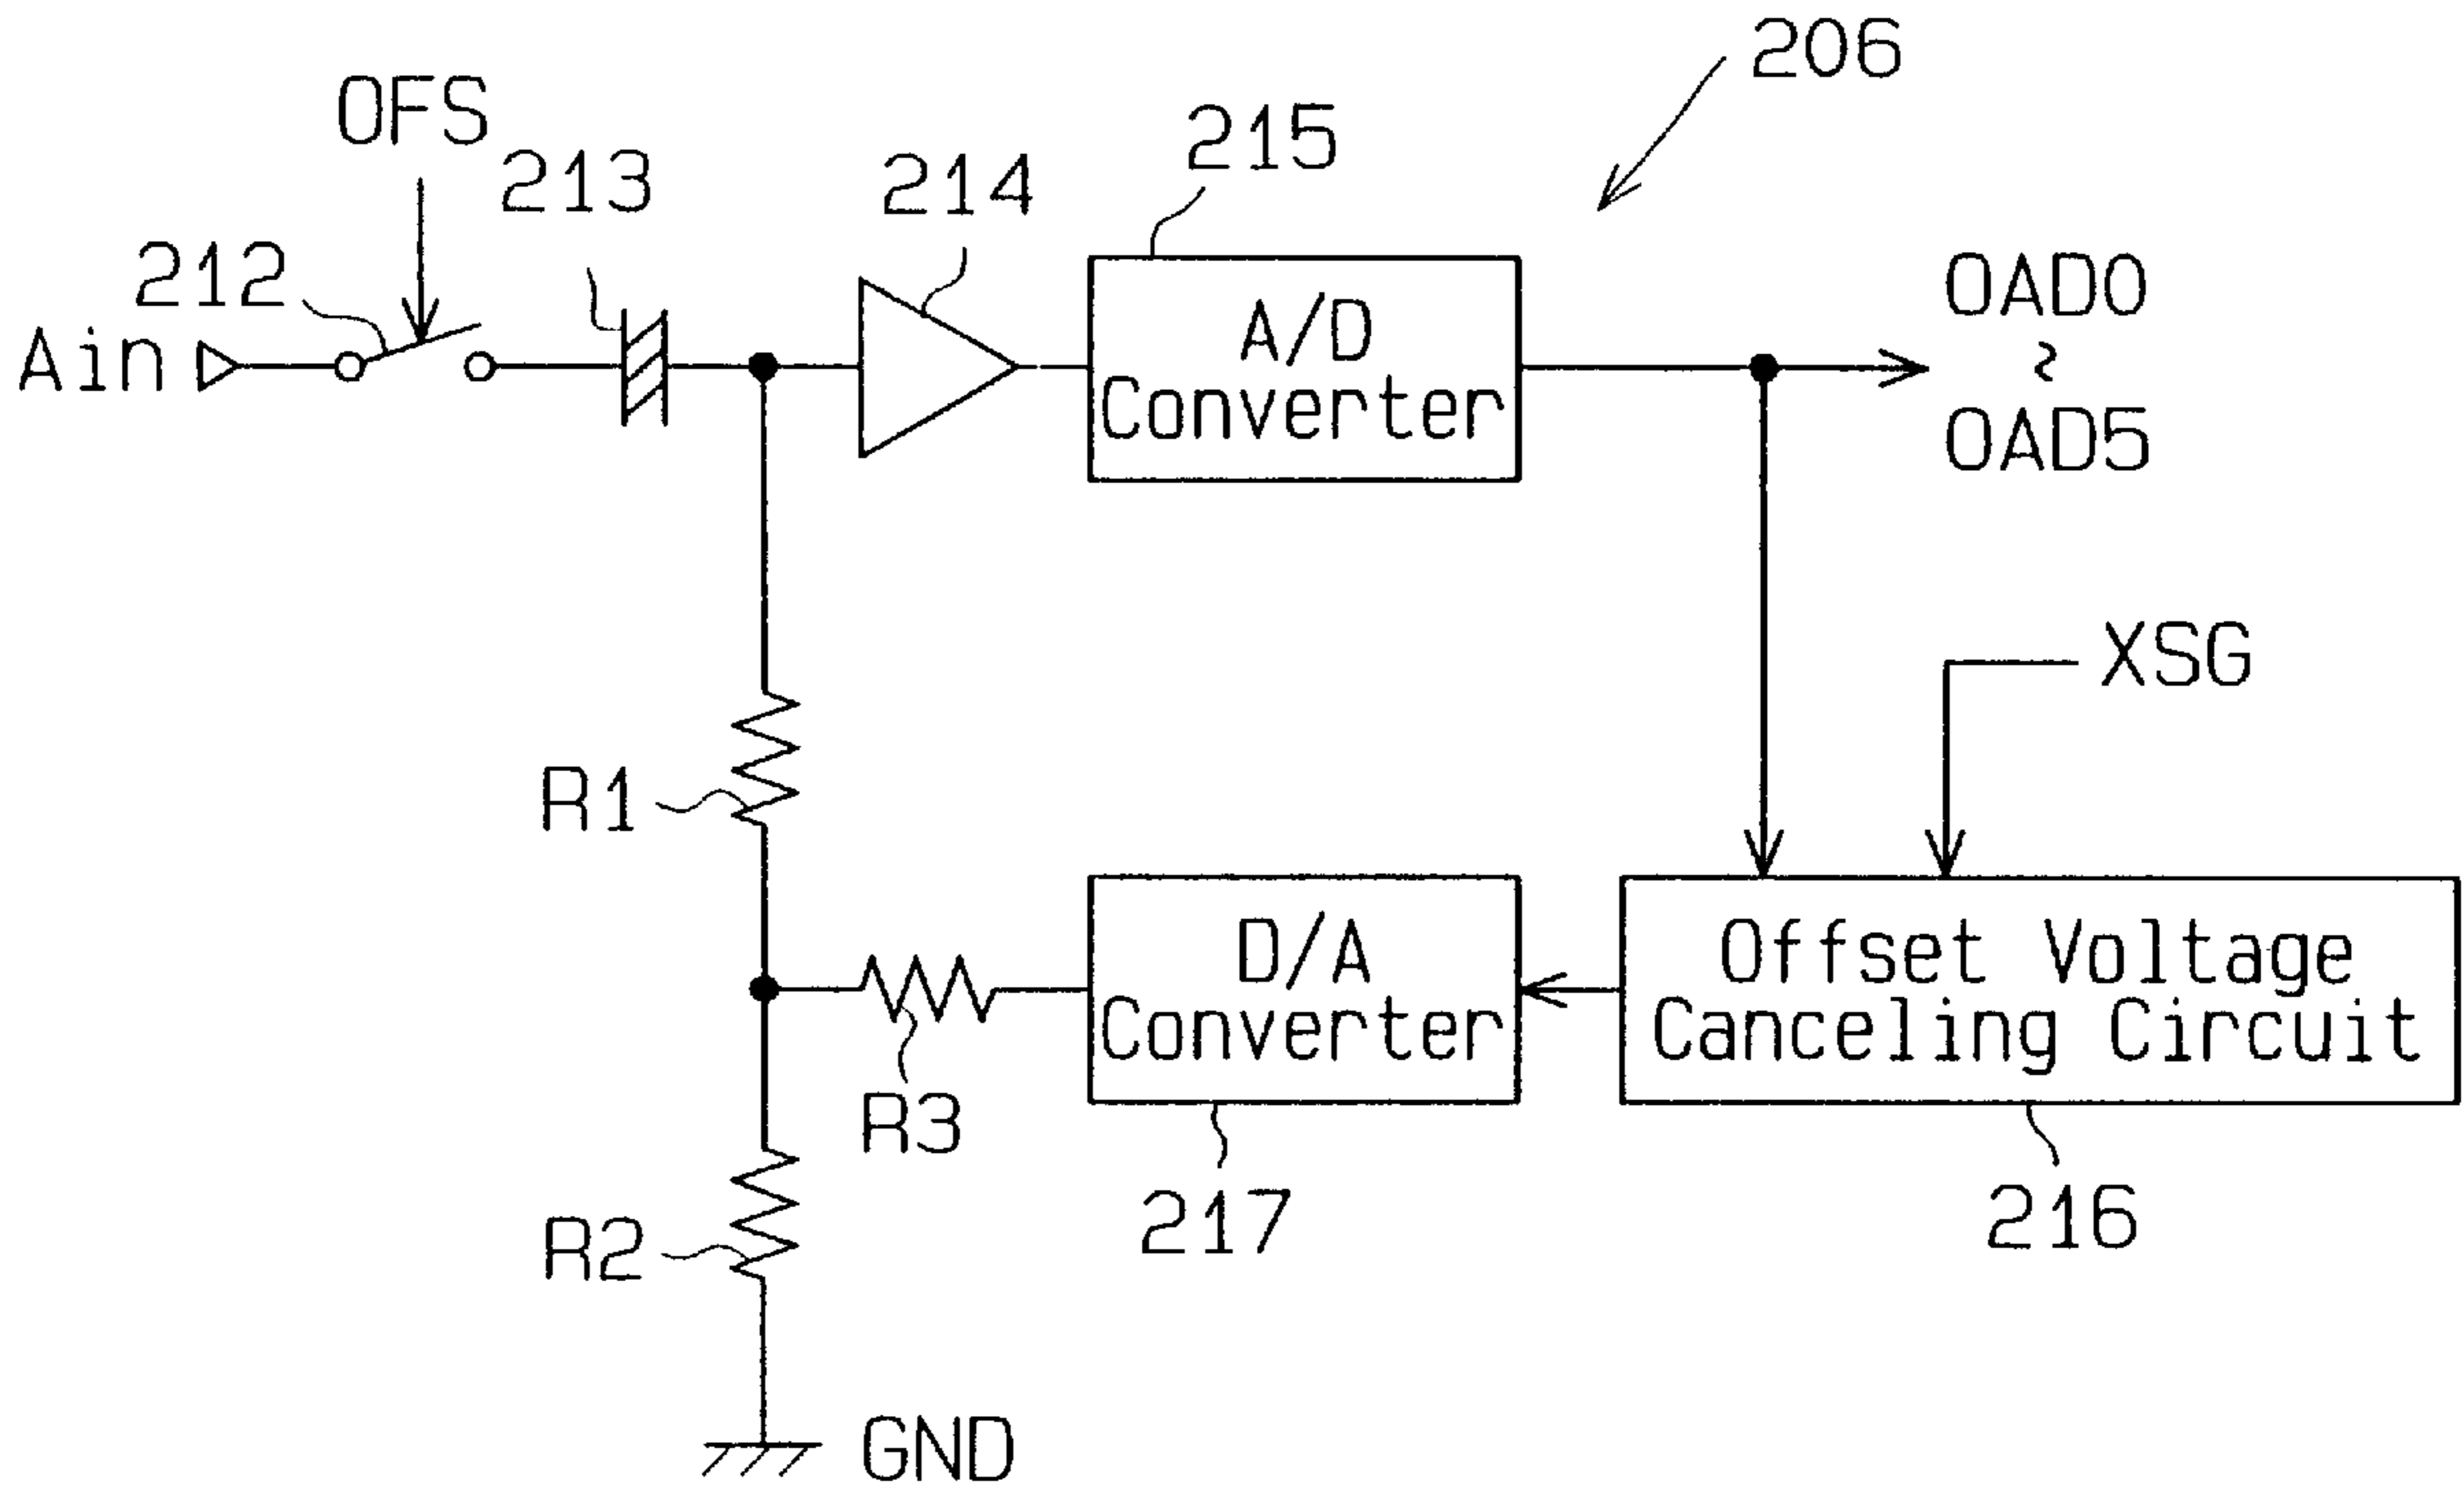 206
OFS
213
215
214
212
Ain
A/D
Converter
OAD0
~
OAD5
XSG
R1
D/A
Converter
Offset Voltage
Canceling Circuit
R3
217
216
R2
GND